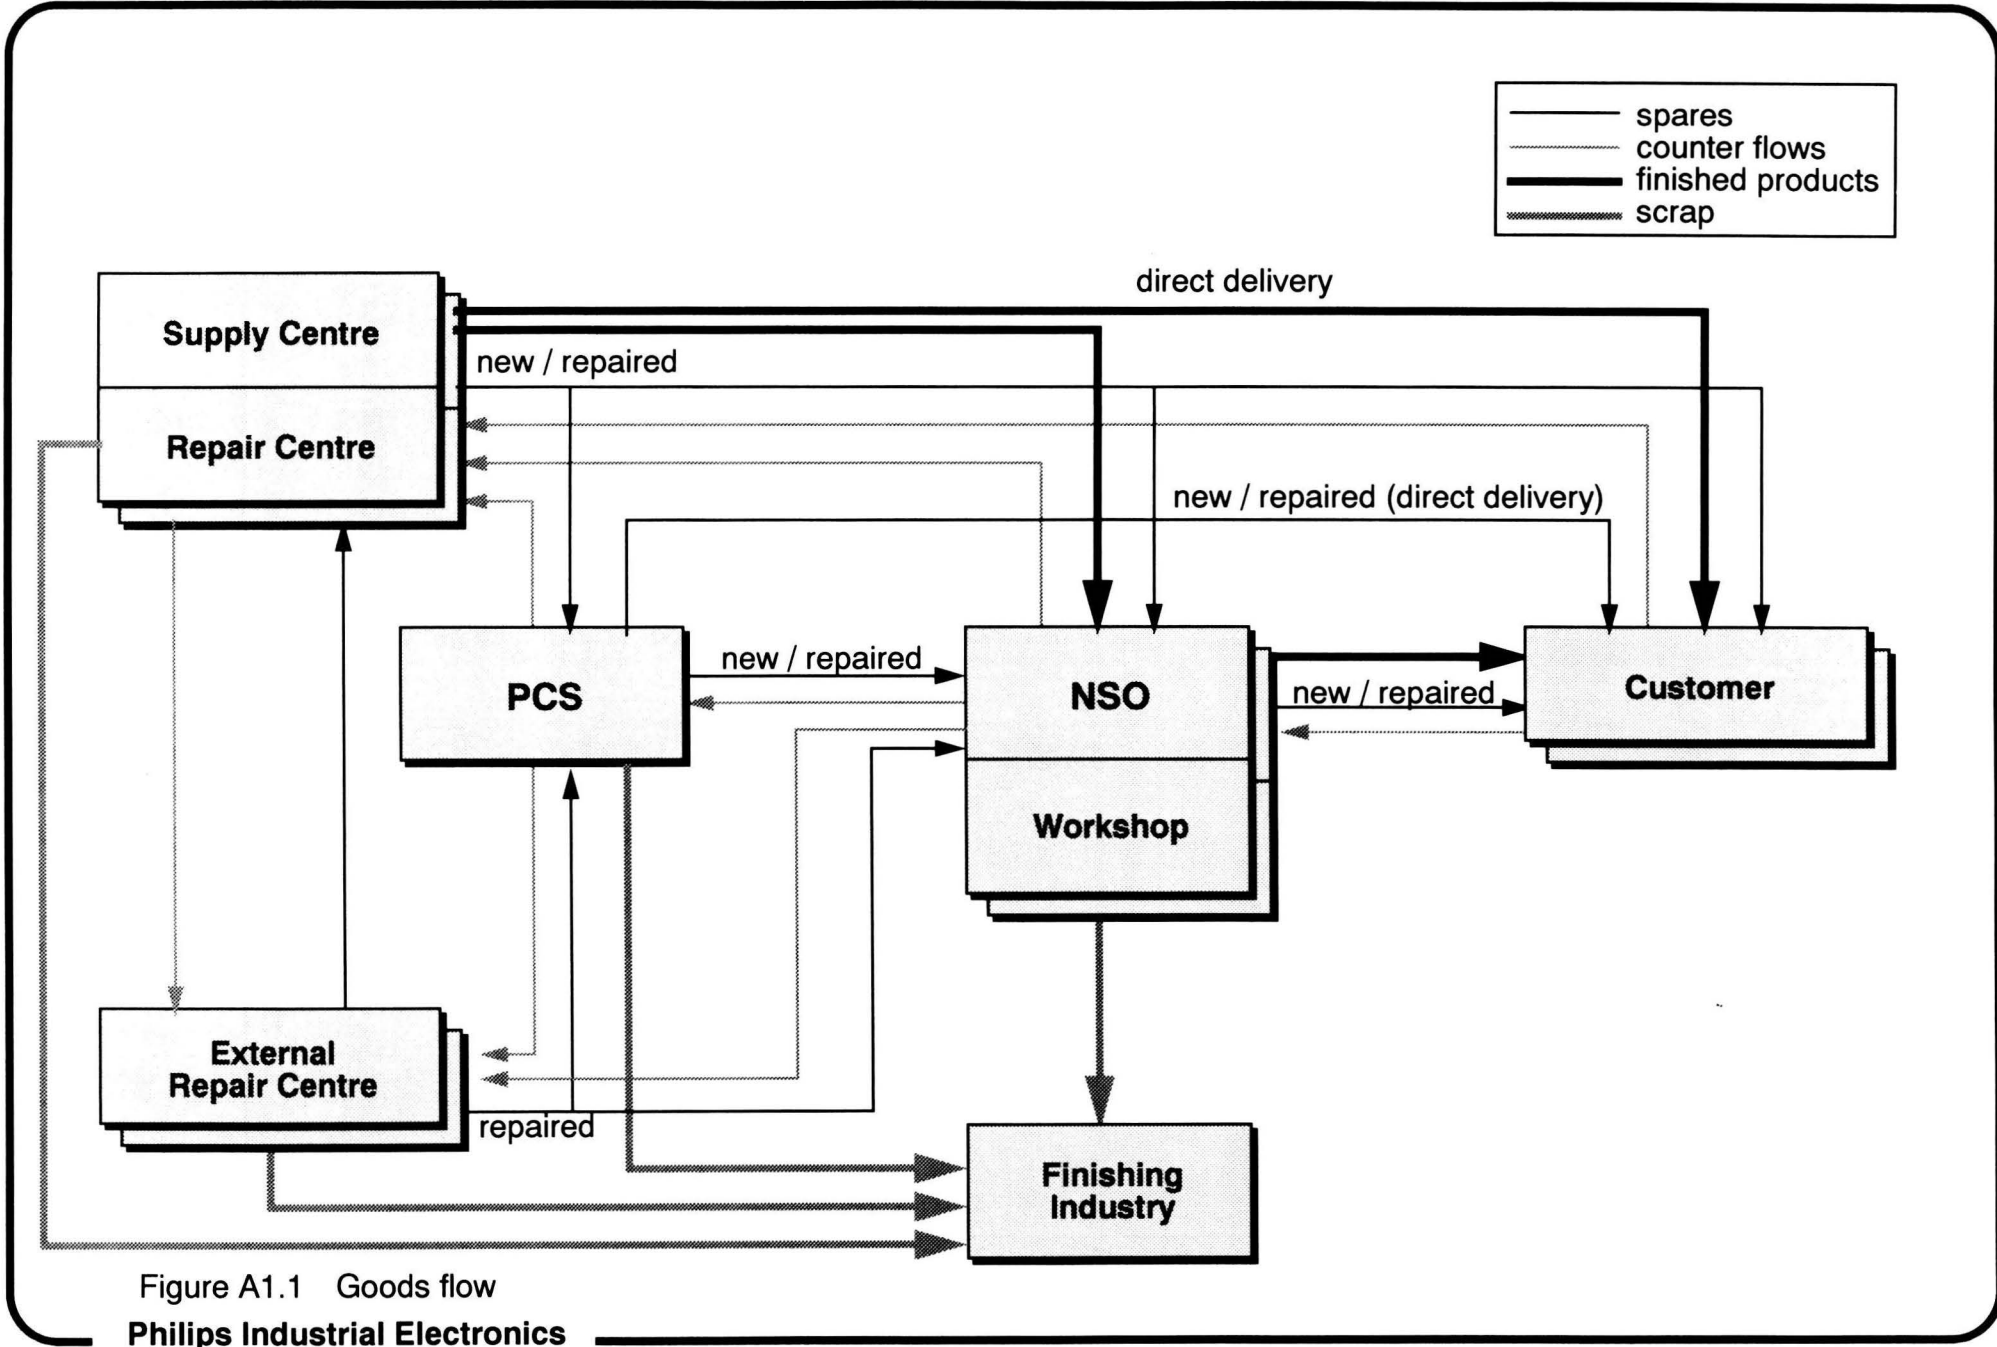 spares
counter flows
finished products
scrap
direct delivery
Supply Centre
new / repaired
Repair Centre
new / repaired (direct delivery)
new / repaired
PCS
NSO
new / repaired
Customer
Workshop
External
Repair Centre
repaired
Finishing
Industry
Figure A1.1 Goods flow
Philips Industrial Electronics